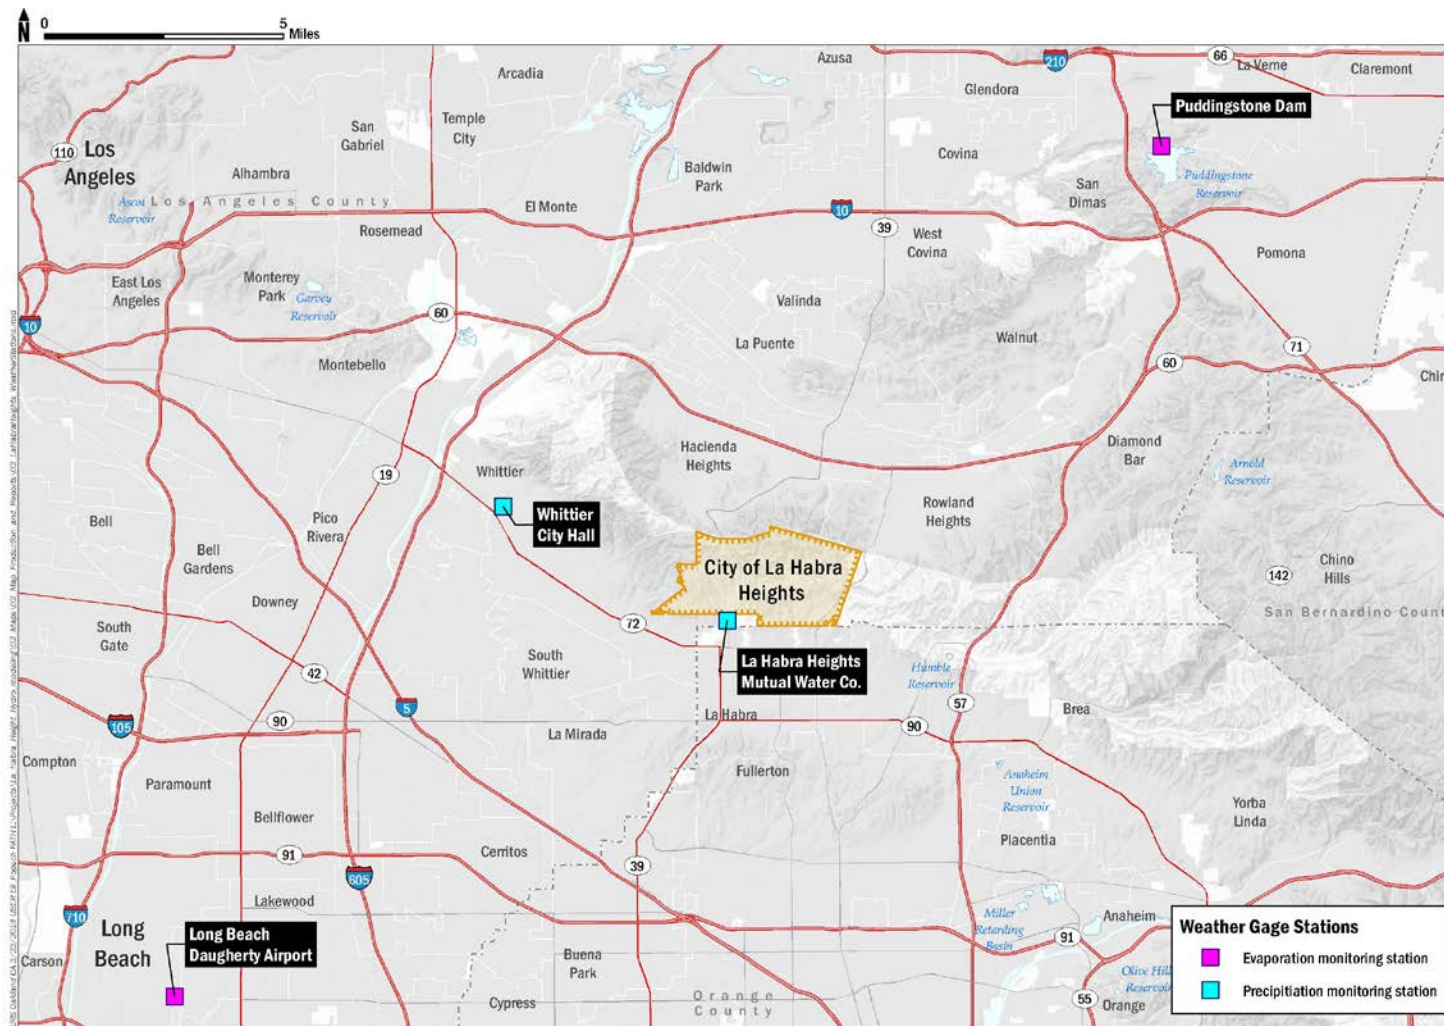 N
0
5
Miles
Arcadia
Azusa
210
66
La Verne
Claremont
Glendora
Puddingstone Dam
San
Gabriel
Temple
City
110
Los
Angeles
Alhambra
Covina
Baldwin
Park
San
Dimas
Puddingstone
Reservoir
Ascot
Reservoir
Los Angeles County
El Monte
10
39
Rosemead
West
Covina
Pomona
East Los
Angeles
Monterey
Park
Garvey
Reservoir
Valinda
60
10
La Puente
Walnut
71
Montebello
60
Hacienda
Heights
Diamond
Bar
Arnold
Reservoir
Whittier
19
Whittier
City Hall
Rowland
Heights
Bell
Pico
Rivera
Bell
Gardens
City of La Habra
Heights
Chino
Hills
142
Downey
San Bernardino Count
South
Gate
72
42
South
Whittier
La Habra Heights
Mutual Water Co.
Humble
Reservoir
57
5
Brea
La Habra
90
105
90
La Mirada
Compton
Paramount
Fullerton
Anaheim
Union
Reservoir
Yorba
Linda
Bellflower
Placentia
91
Cerritos
39
605
Lakewood
710
Long
Beach
Long Beach
Daugherty Airport
Miller
Retarding
Basin
Anaheim
91
Carson
Buena
Park
Cypress
Orange
County
Olive Hills
Reservoir
55
Orange
Weather Gage Stations
Evaporation monitoring station
Precipitiation monitoring station